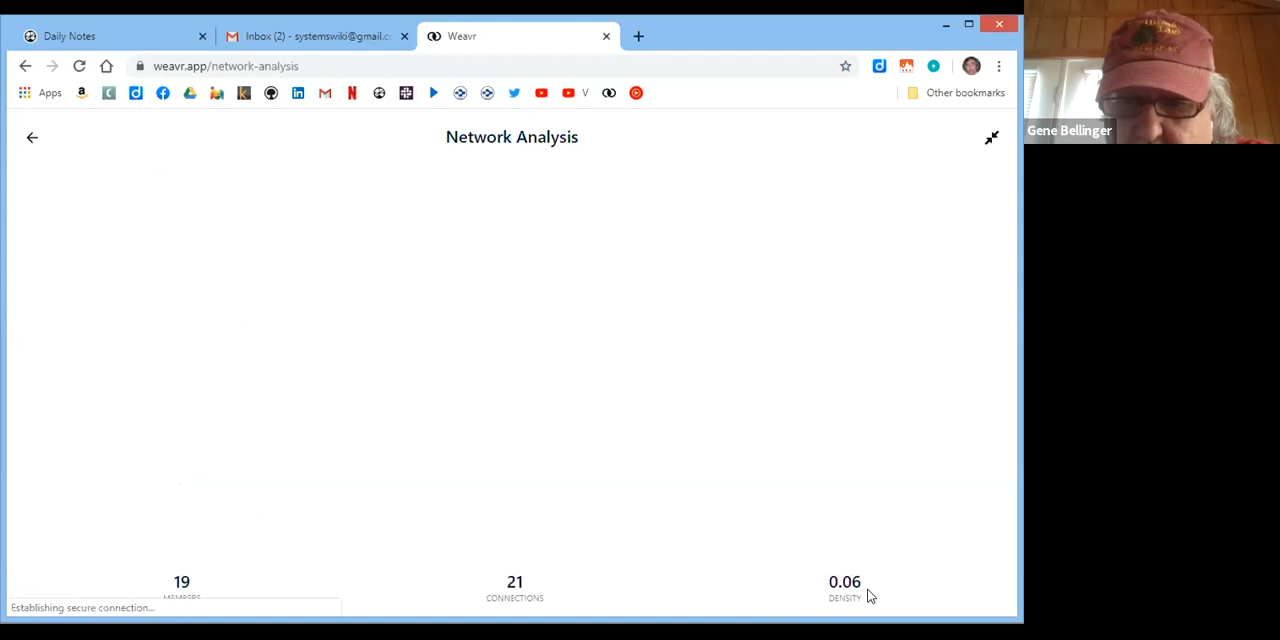 Daily Notes
Inbox (2) - systemswiki@gmail.c
Weavr
weavr.app/network-analysis
Apps
V
Other bookmarks
Network Analysis
Gene Bellinger
19
21
0.06
MEMBERS
CONNECTIONS
DENSITY
Establishing secure connection...